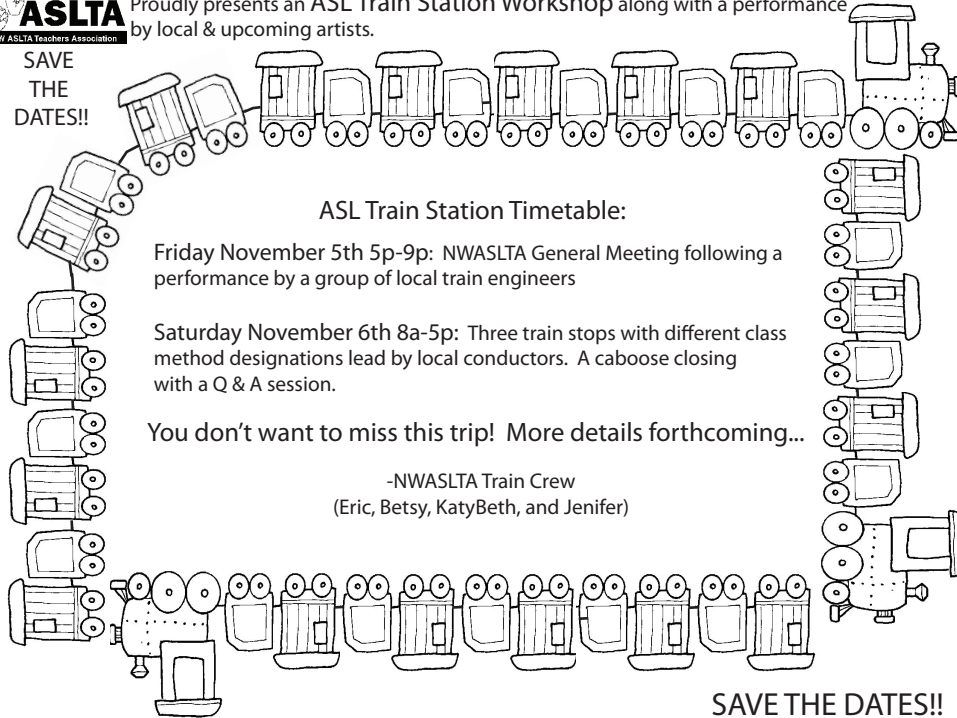 ASLTA
NW ASLTA Teachers Association
Proudly presents an ASL Train Station Workshop along with a performance
by local & upcoming artists.
SAVE
THE
DATES!!
ASL Train Station Timetable:
Friday November 5th 5p-9p: NWASLTA General Meeting following a
performance by a group of local train engineers
Saturday November 6th 8a-5p: Three train stops with different class
method designations lead by local conductors. A caboose closing
with a Q & A session.
You don't want to miss this trip! More details forthcoming...
-NWASLTA Train Crew
(Eric, Betsy, KatyBeth, and Jenifer)
SAVE THE DATES!!